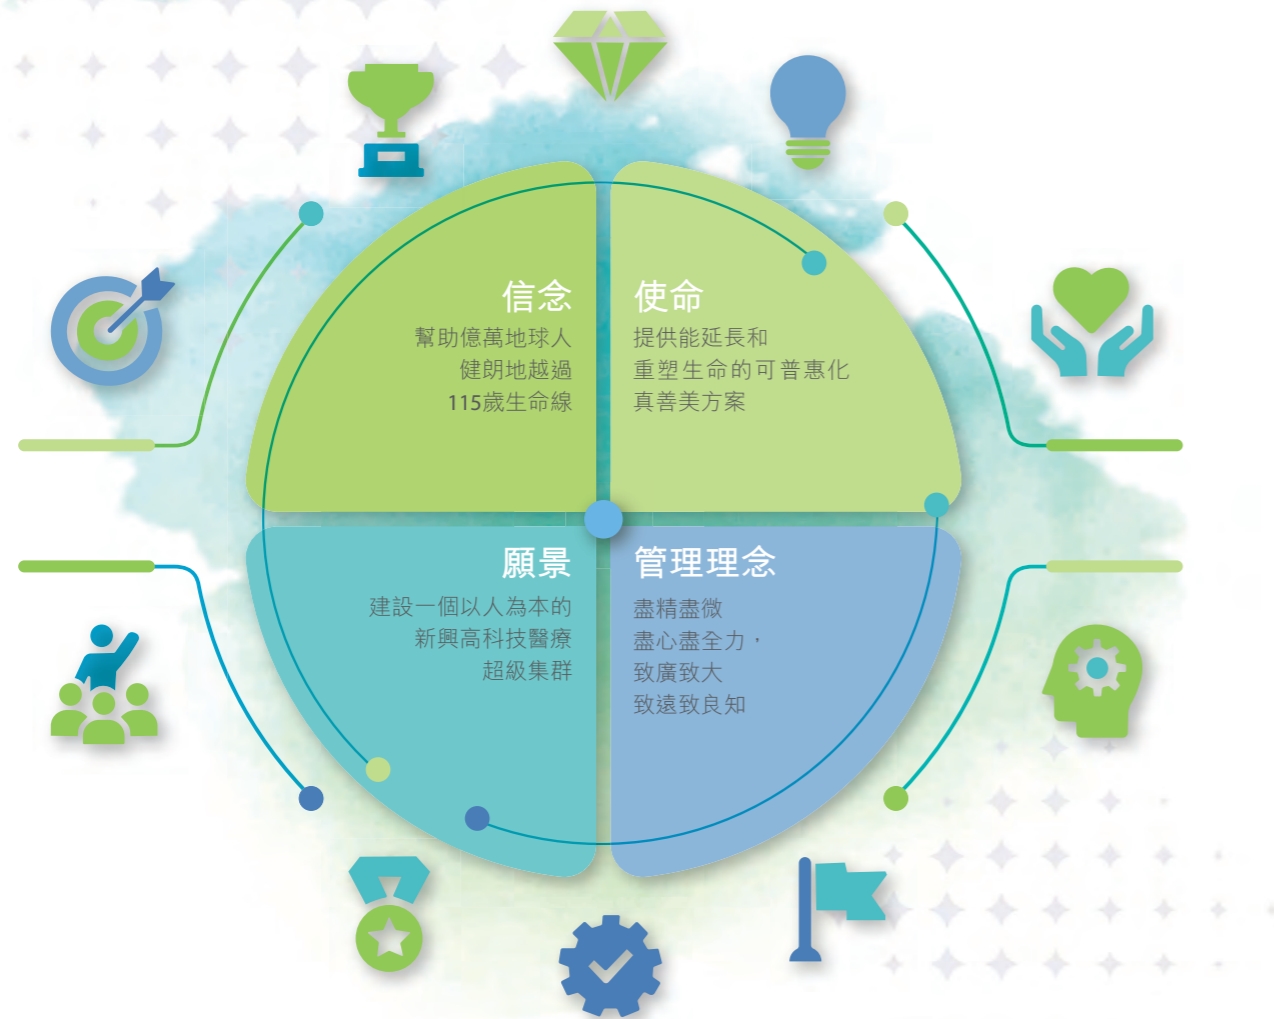 信念
幫助億萬地球人
健朗地越過
115歲生命線
使命
提供能延長和
重塑生命的可普惠化
真善美方案
願景
建設一個以人為本的
新興高科技醫療
超級集群
管理理念
盡精盡微
盡心盡全力，
致廣致大
致遠致良知